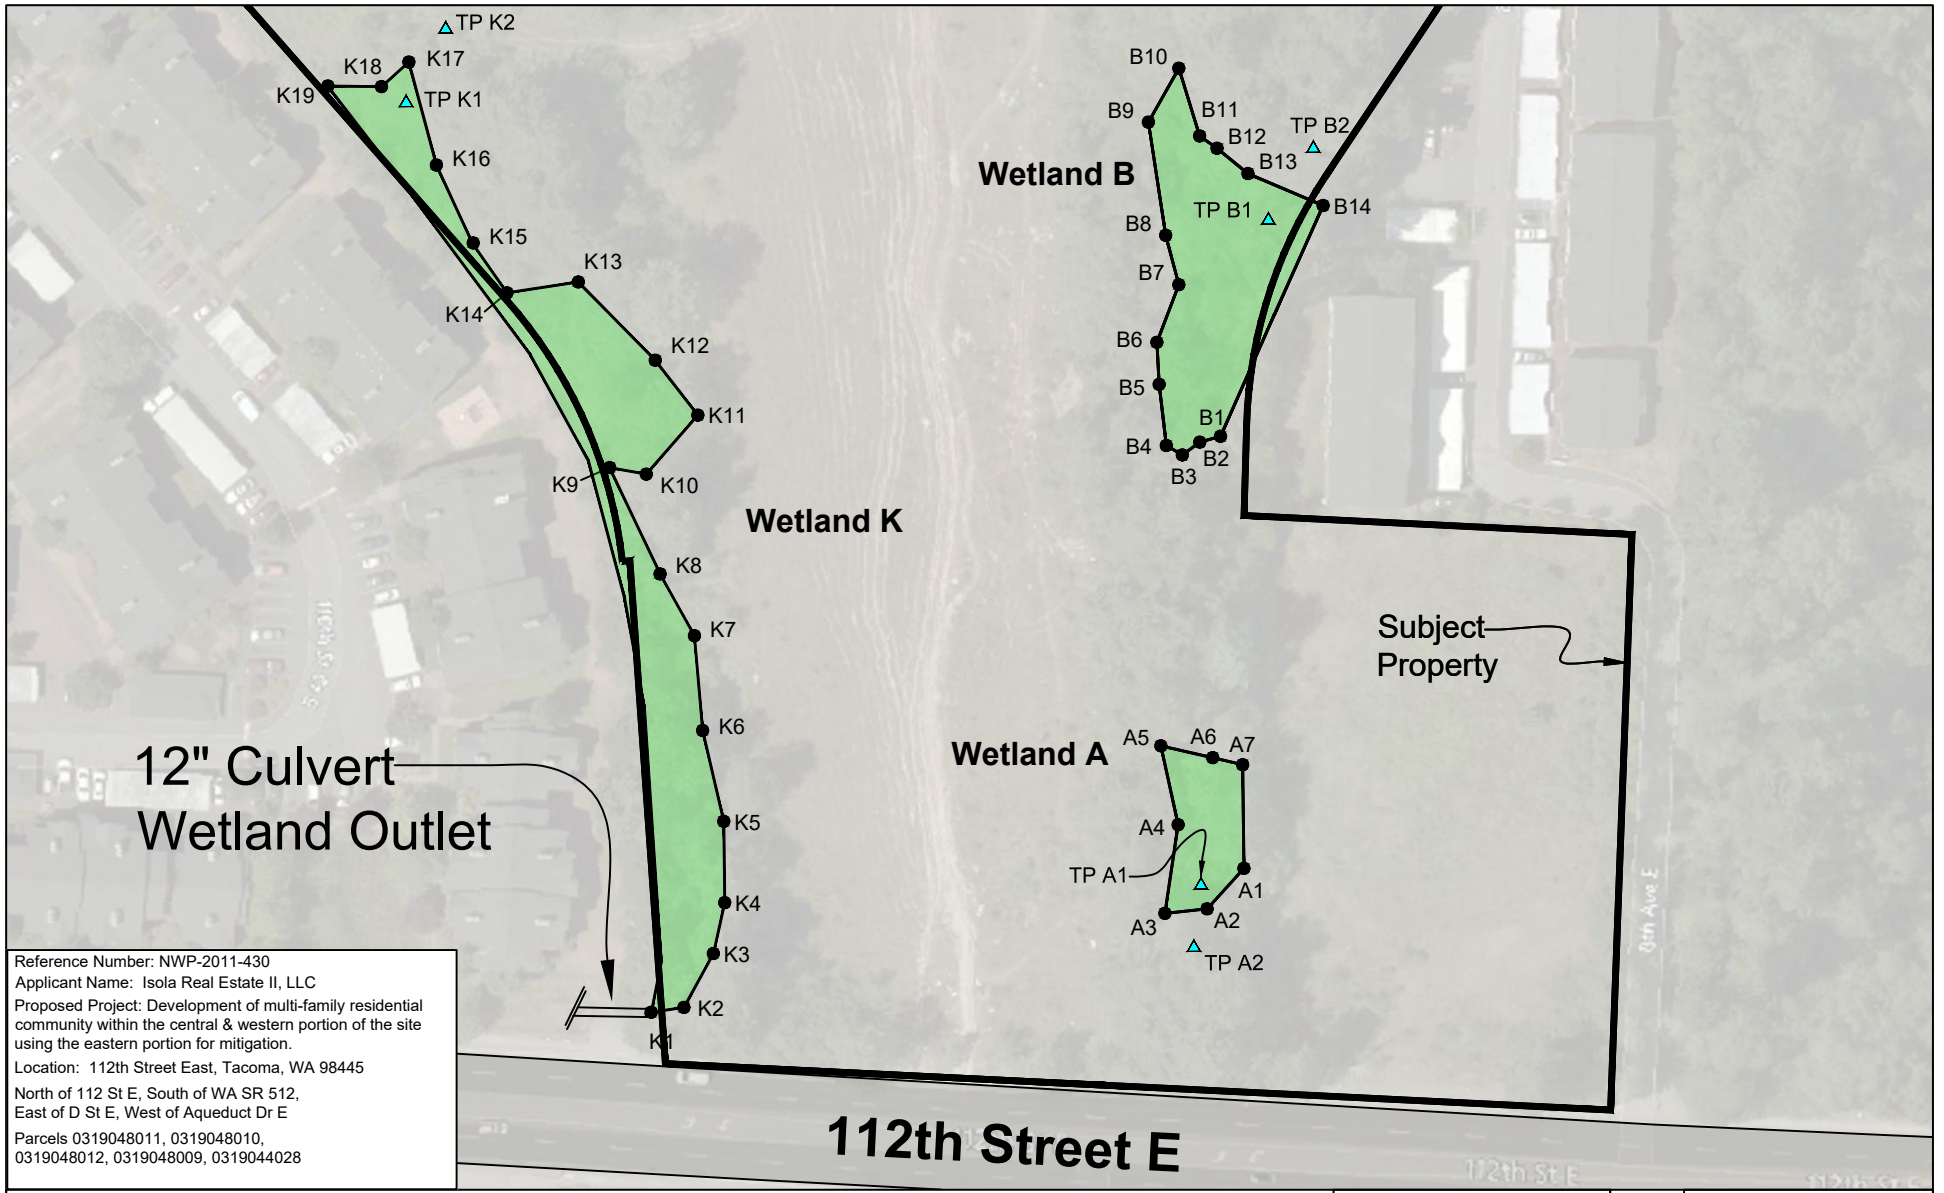 TP K2
K17
K18
K19
TP K1
K16
K15
K14
K13
K12
K11
K10
K9
Wetland K
K8
K7
K6
K5
K4
K3
K2
K1
B10
B9
B11
B12
TP B2
B13
Wetland B
TP B1
B14
B8
B7
B6
B5
B1
B4
B2
B3
Subject
Property
Wetland A
A5
A6
A7
A4
TP A1
A1
A3
A2
TP A2
12" Culvert
Wetland Outlet
8th Ave E
Reference Number: NWP-2011-430
Applicant Name: Isola Real Estate II, LLC
Proposed Project: Development of multi-family residential
community within the central & western portion of the site
using the eastern portion for mitigation.
Location: 112th Street East, Tacoma, WA 98445
North of 112 St E, South of WA SR 512,
East of D St E, West of Aqueduct Dr E
Parcels 0319048011, 0319048010,
0319048012, 0319048009, 0319044028
112th Street E
112th St E
112th St E